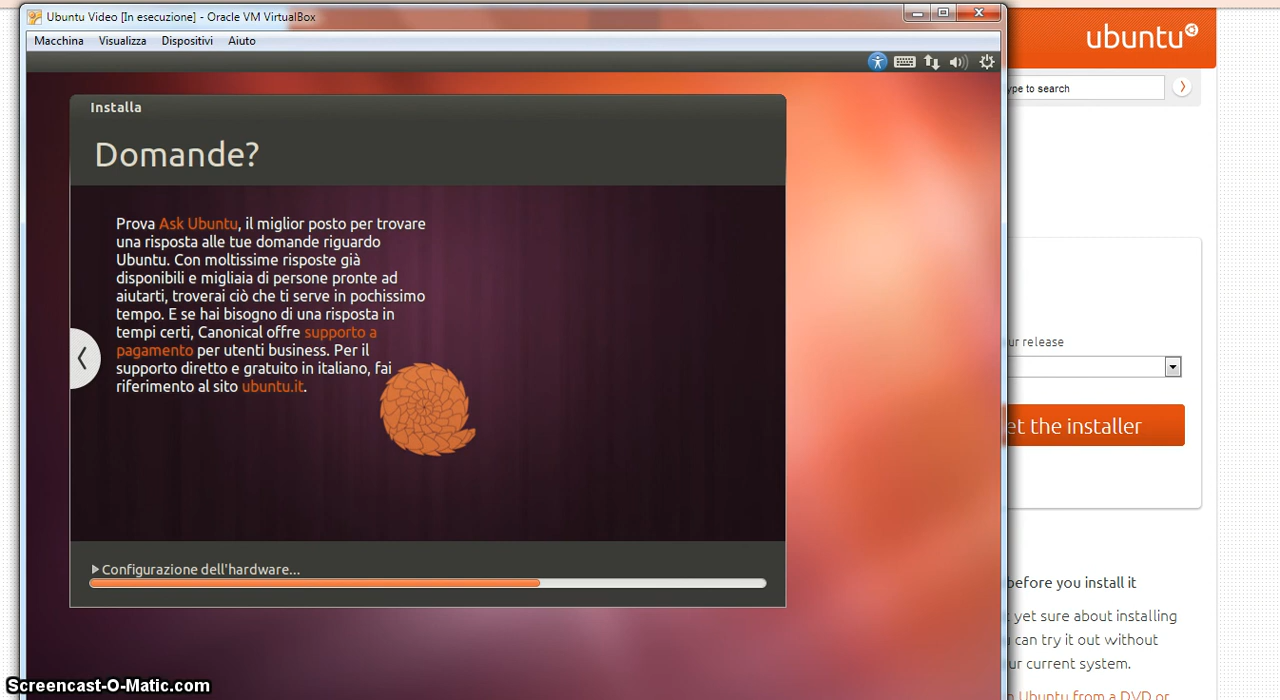 Ubuntu Video [In esecuzione] - Oracle VM VirtualBox
Macchina Visualizza Dispositivi Aiuto
ubuntu
to search
Installa
Domande?
Prova Ask Ubuntu, il miglior posto per trovare
una risposta alle tue domande riguardo
Ubuntu. Con moltissime risposte già
disponibili e migliaia di persone pronte ad
aiutarti, troverai ciò che ti serve in pochissimo
tempo. E se hai bisogno di una risposta in
tempi certi, Canonical offre supporto a
pagamento per utenti business. Per il
supporto diretto e gratuito in italiano, fai
riferimento al sito ubuntu.it.
release
the installer
Configurazione dell'hardware...
before you install it
yet sure about installing
can try it out without
current system.
Ubuntu from a DVD or
Screencast-O-Matic.com